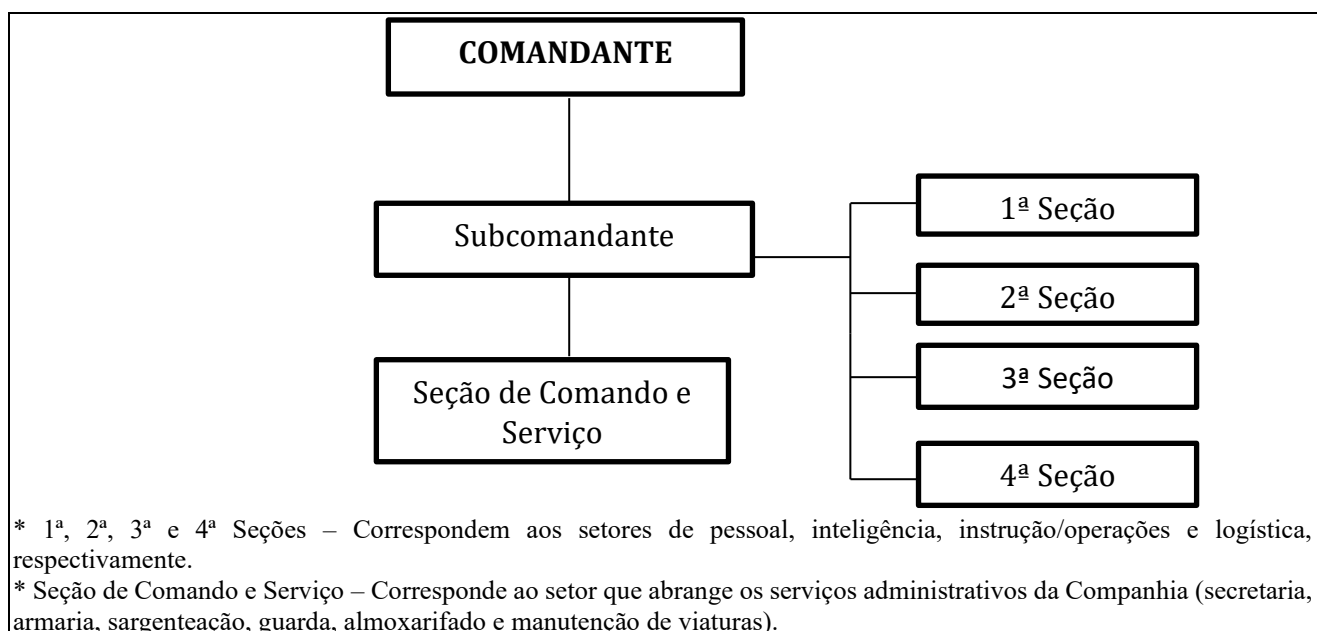 COMANDANTE
Subcomandante
Seção de Comando e
Serviço
1ª Seção
2ª Seção
3ª Seção
4ª Seção
* 1ª, 2ª, 3ª e 4ª Seções – Correspondem aos setores de pessoal, inteligência, instrução/operações e logística,
respectivamente.
* Seção de Comando e Serviço – Corresponde ao setor que abrange os serviços administrativos da Companhia (secretaria,
armaria, sargenteação, guarda, almoxarifado e manutenção de viaturas).